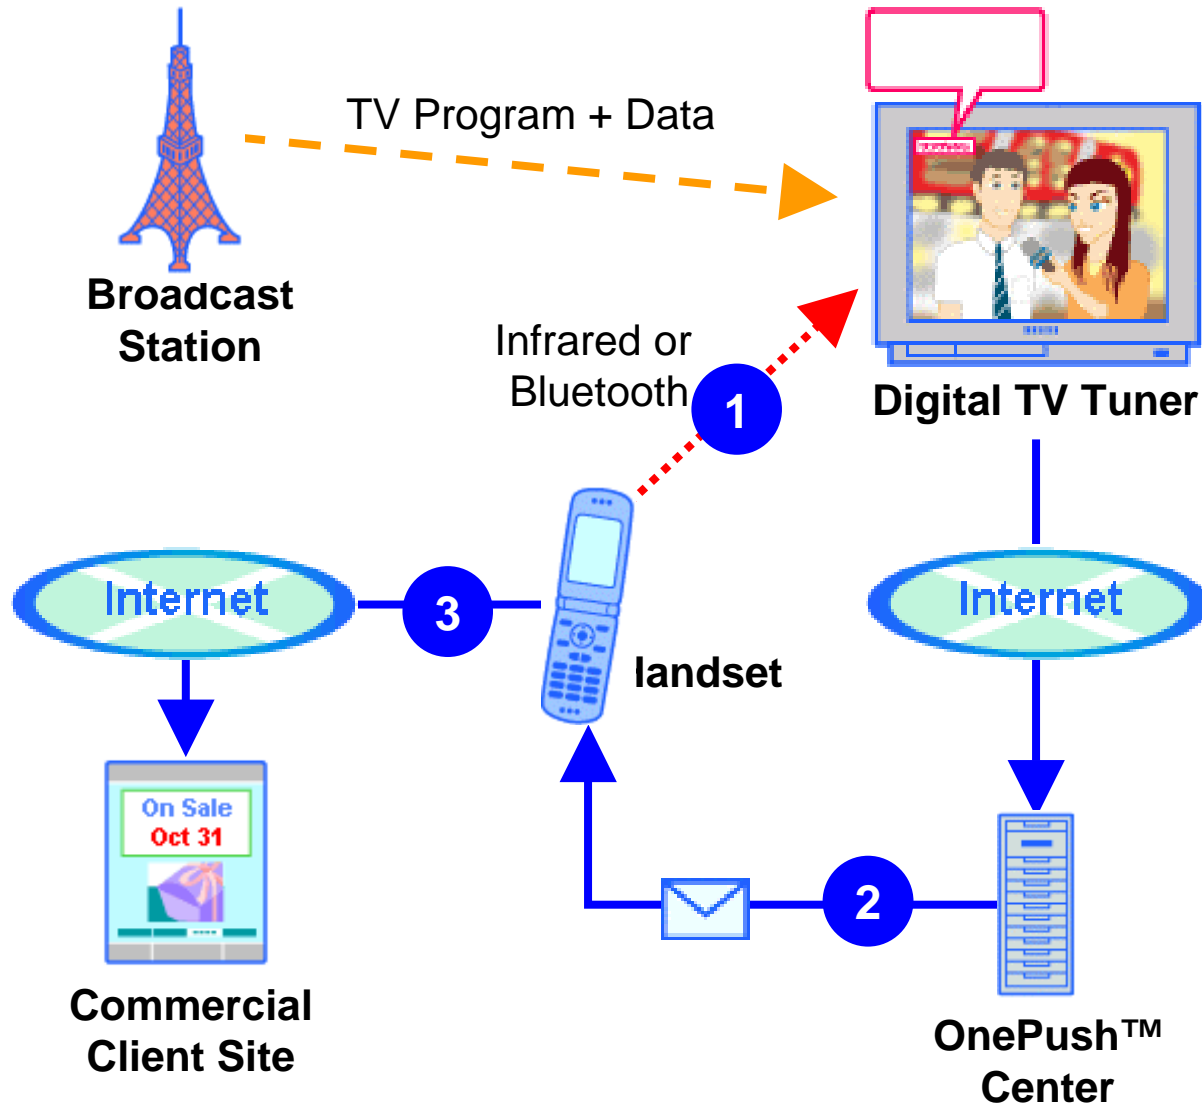 TV Program + Data
Broadcast
Station
Infrared or
Bluetooth
1
Digital TV Tuner
Internet
3
Internet
landset
On Sale
Oct 31
2
Commercial
Client Site
OnePush™
Center